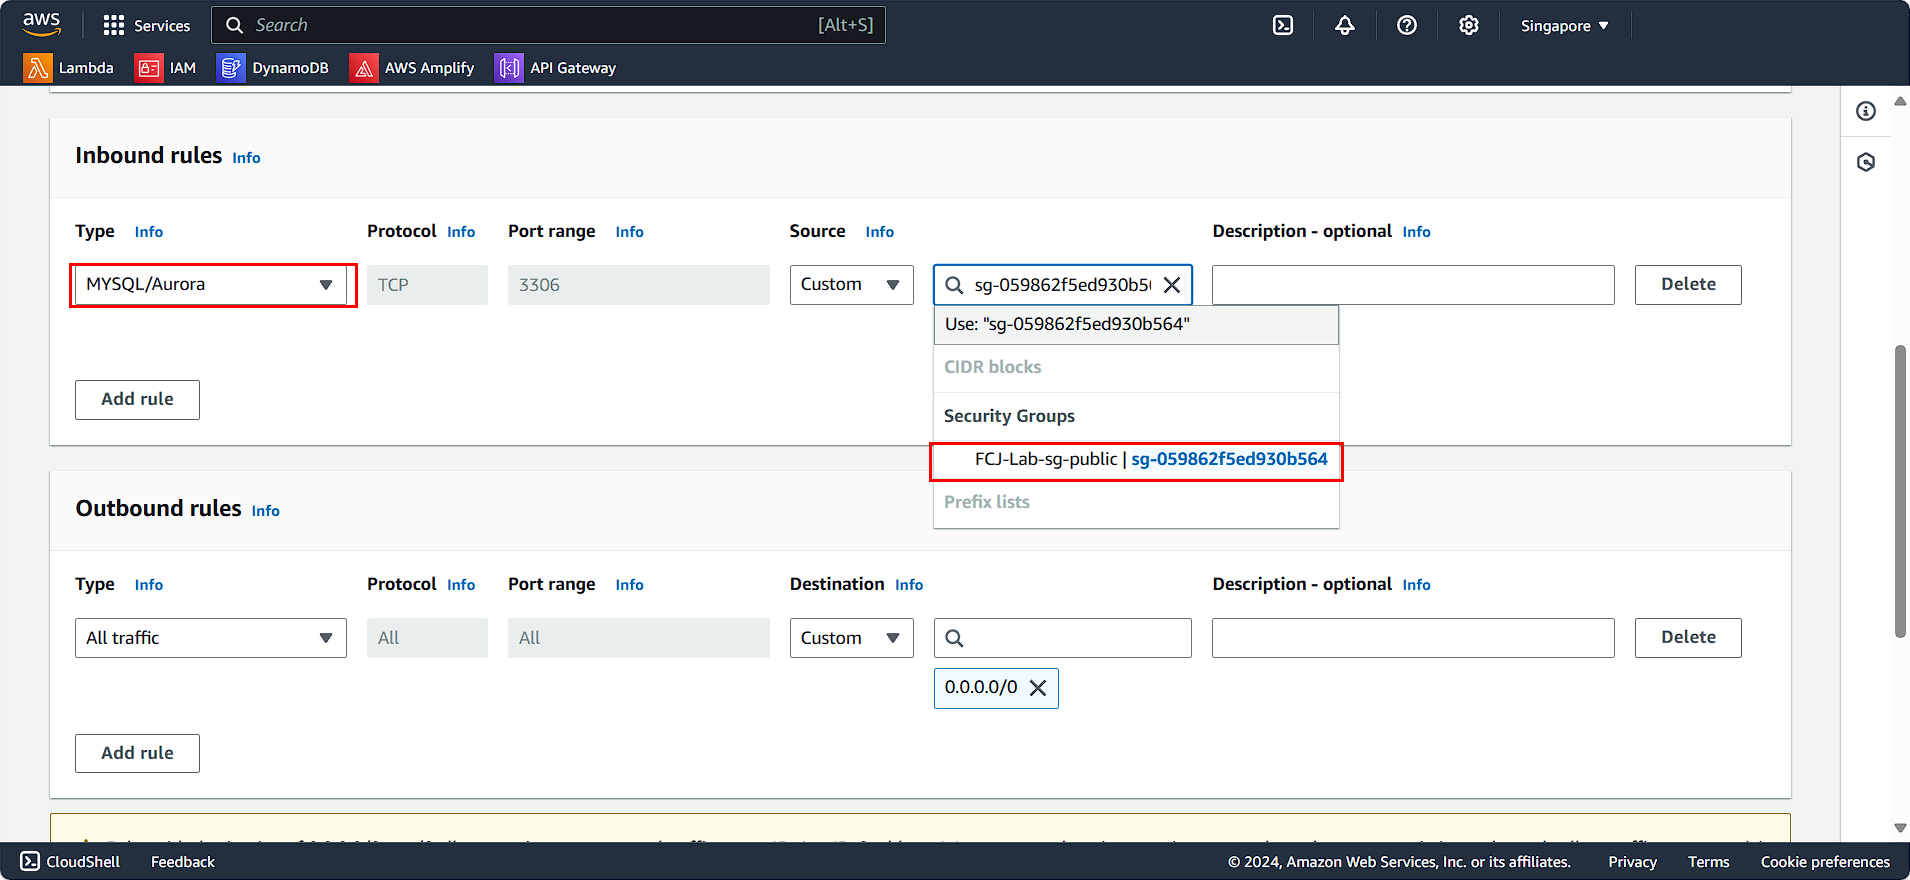 aws
Services
Search
[Alt+S]
Singapore
Lambda
IAM
DynamoDB
AWS Amplify
API Gateway
Inbound rules Info
Type Info
Protocol Info
Port range Info
Source Info
Description - optional Info
MYSQL/Aurora
TCP
3306
Custom
sg-059862f5ed930b5
Delete
Use: "sg-059862f5ed930b564"
CIDR blocks
Security Groups
FCJ-Lab-sg-public | sg-059862f5ed930b564
Prefix lists
Add rule
Outbound rules Info
Type Info
Protocol Info
Port range Info
Destination Info
Description - optional Info
All traffic
All
All
Custom
Delete
0.0.0.0/0
Add rule
CloudShell
Feedback
© 2024, Amazon Web Services, Inc. or its affiliates.
Privacy
Terms
Cookie preferences